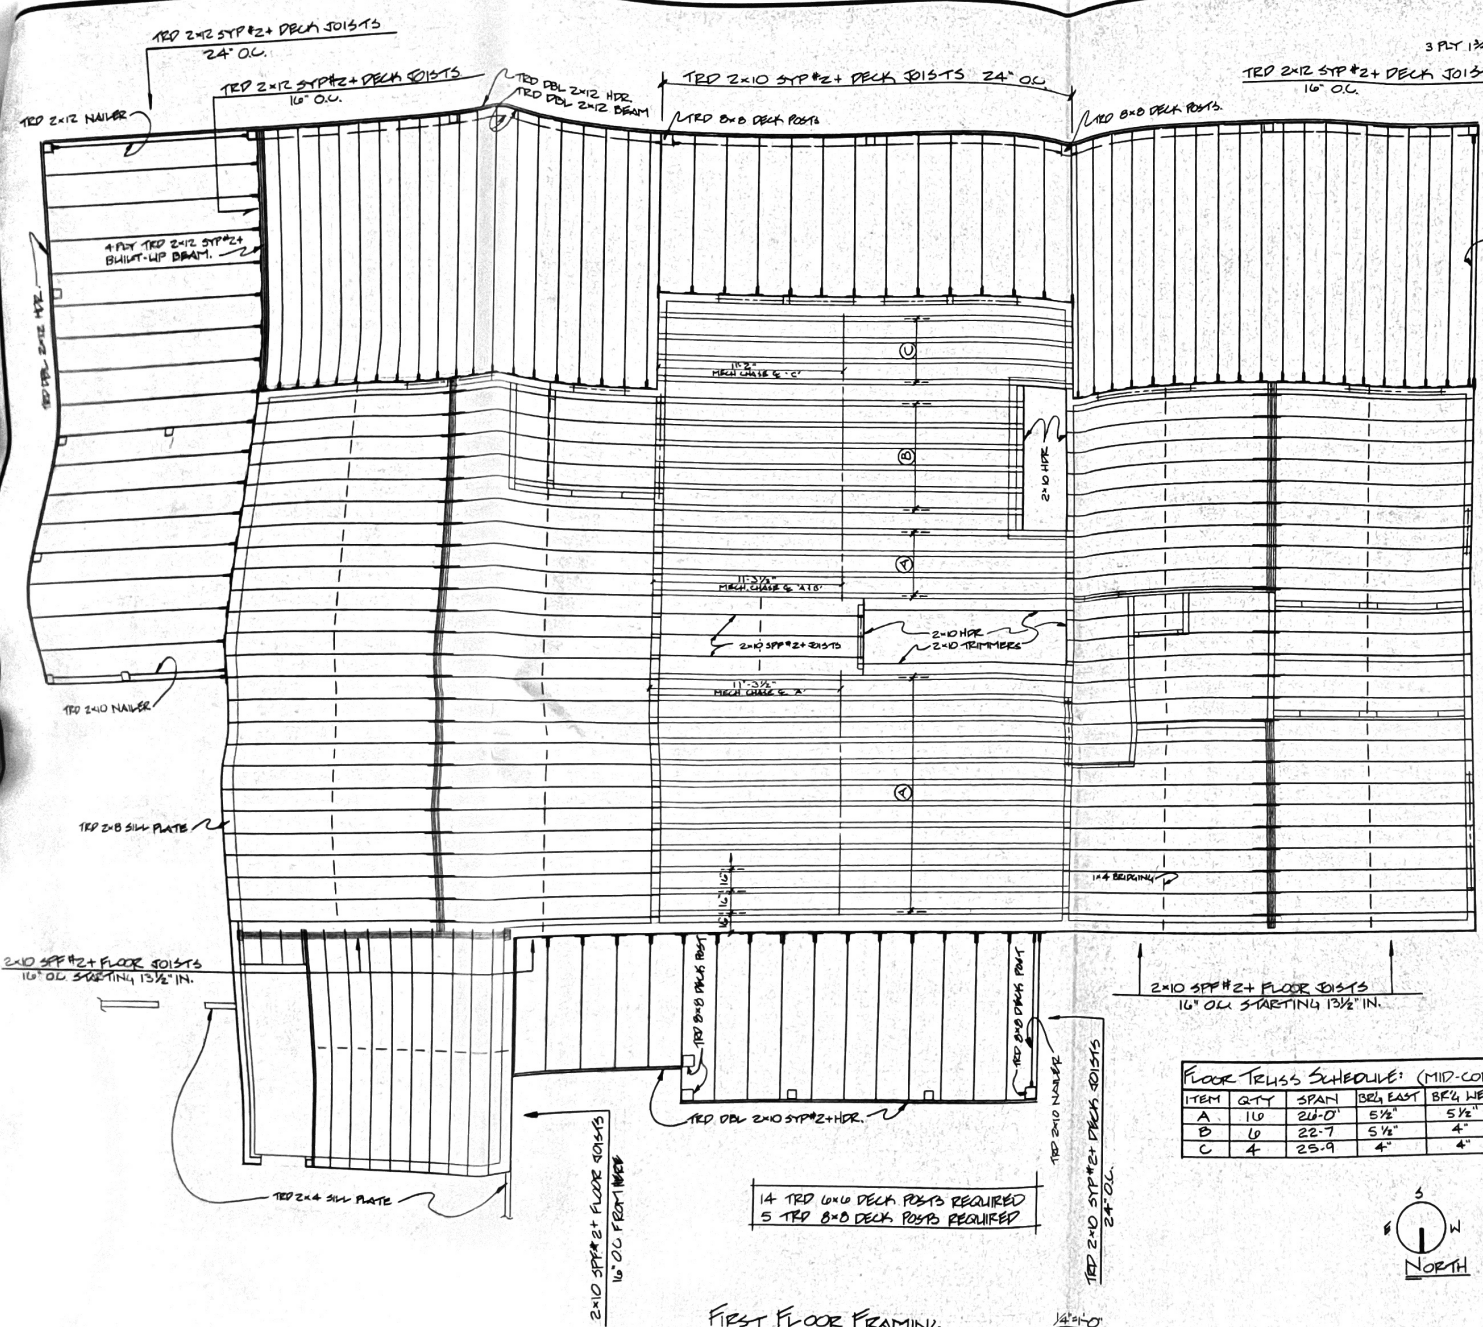 TRD 2×12 SYP #2+ DECK JOISTS
24" O.C.
TRD 2×12 SYP#2+ DECK JOISTS
16" O.C.
TRD DBL 2×12 HDR
TRD DBL 2×12 BEAM
TRD 2×10 SYP #2+ DECK JOISTS 24" O.C.
3 PLY
TRD 2×12 SYP #2+ DECK JOIS
16" O.C.
TRD 2×12 NAILER
TRD 8×8 DECK POSTS
TRD 8×8 DECK POSTS.
4 PLY TRD 2×12 SYP#2+
BUILT-UP BEAM.
TRD DBL 2×12 HDR.
C
11'-2"
MECH CHASE ℄ 'C'
B
2×10 HDR
A
11'-3½"
MECH. CHASE ℄ 'A&B'
2×10 SPF #2+ JOISTS
2×10 HDR
2×10 TRIMMERS
11'-3½"
MECH CHASE ℄ 'A'
TRD 2×10 NAILER
A
TRD 2×8 SILL PLATE
1×4 BRIDGING
16" 16" 16"
2×10 SPF #2+ FLOOR JOISTS
16" O.C. STARTING 13½" IN.
TRD 8×8 DECK POST
TRD 8×8 DECK POST
2×10 SPF #2+ FLOOR JOISTS
16" O.C. STARTING 13½" IN.
TRD 2×10 NAILER
TRD 2×10 SYP #2+ DECK JOISTS
24" O.C.
TRD DBL 2×10 SYP #2+ HDR.
2×10 SPF #2+ FLOOR JOISTS
16" O.C. FROM HERE
TRD 2×4 SILL PLATE
14 TRD 6×6 DECK POSTS REQUIRED
5 TRD 8×8 DECK POSTS REQUIRED
FLOOR TRUSS SCHEDULE: (MID-CO
ITEM QTY SPAN BRG EAST BRG WE
A 16 26-0" 5½" 5½"
B 6 22-7 5½" 4"
C 4 25-9 4" 4"
S
E W
NORTH
FIRST FLOOR FRAMING
¼"=1'-0"